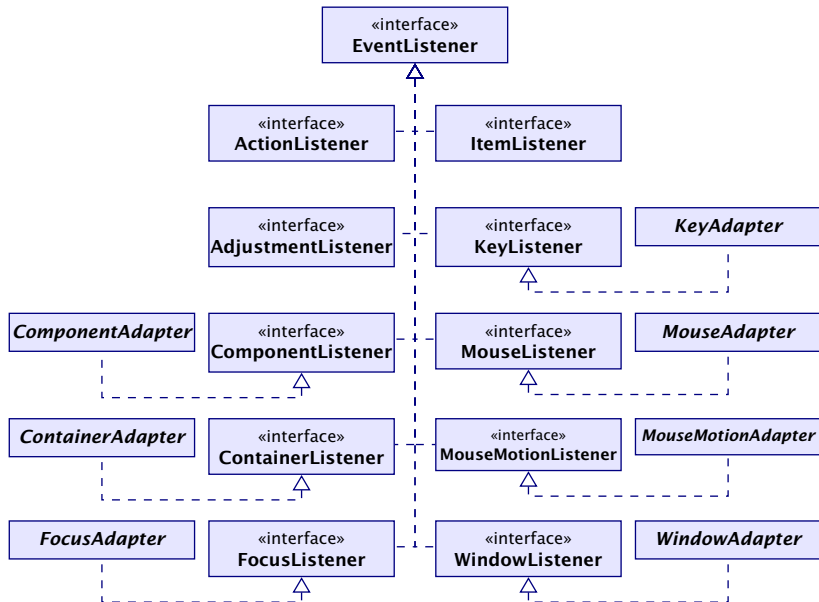 «interface»
EventListener
«interface»
ActionListener
«interface»
ItemListener
«interface»
AdjustmentListener
«interface»
KeyListener
KeyAdapter
ComponentAdapter
«interface»
ComponentListener
«interface»
MouseListener
MouseAdapter
ContainerAdapter
«interface»
ContainerListener
«interface»
MouseMotionListener
MouseMotionAdapter
FocusAdapter
«interface»
FocusListener
«interface»
WindowListener
WindowAdapter